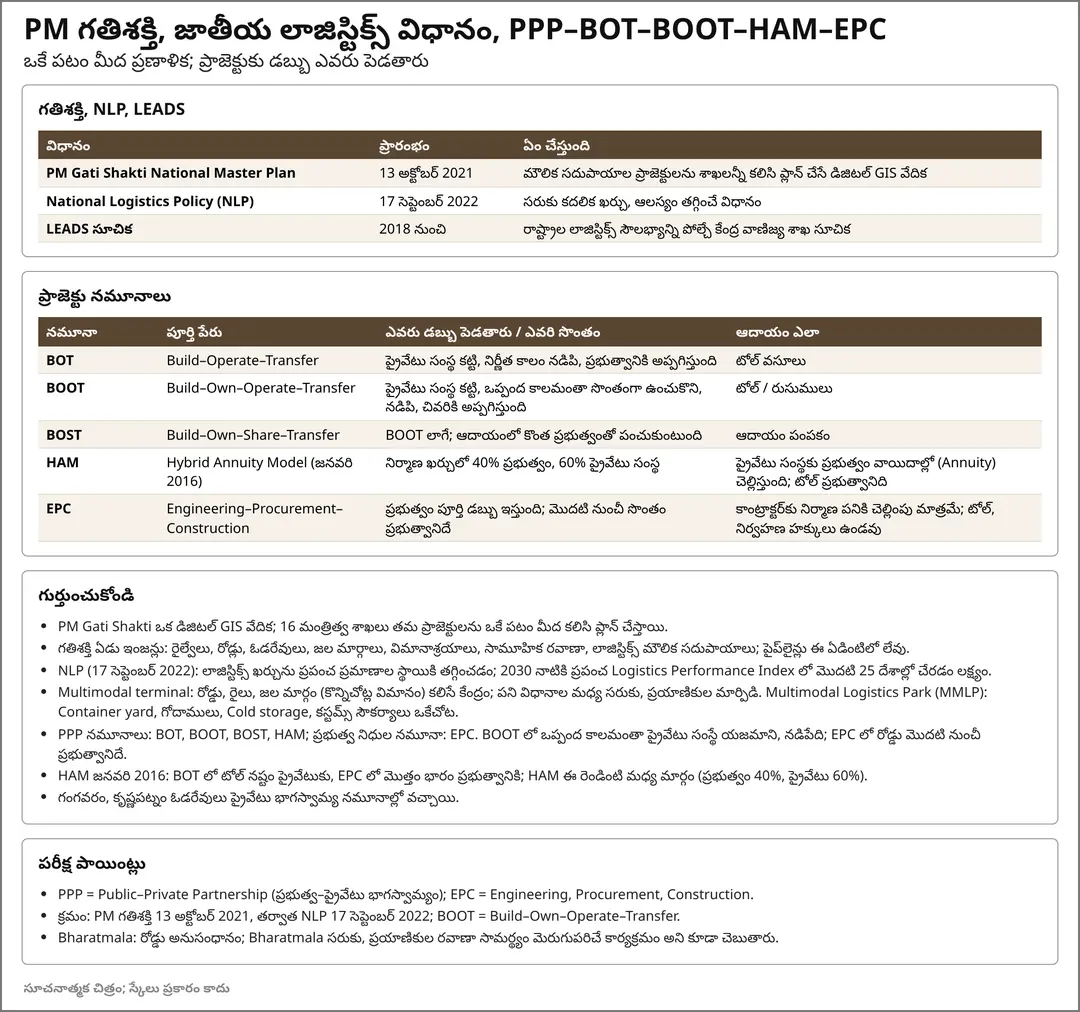 PM గతిశక్తి, జాతీయ లాజిస్టిక్స్ విధానం, PPP–BOT–BOOT–HAM–EPC
ఒకే పటం మీద ప్రణాళిక; ప్రాజెక్టుకు డబ్బు ఎవరు పెడతారు
గతిశక్తి, NLP, LEADS
విధానం ప్రారంభం ఏం చేస్తుంది
PM Gati Shakti National Master Plan 13 అక్టోబర్ 2021 మౌలిక సదుపాయాల ప్రాజెక్టులను శాఖలన్నీ కలిసి ప్లాన్ చేసే డిజిటల్ GIS వేదిక
National Logistics Policy (NLP) 17 సెప్టెంబర్ 2022 సరుకు కదలిక ఖర్చు, ఆలస్యం తగ్గించే విధానం
LEADS సూచిక 2018 నుంచి రాష్ట్రాల లాజిస్టిక్స్ సౌలభ్యాన్ని పోల్చే కేంద్ర వాణిజ్య శాఖ సూచిక
ప్రాజెక్టు నమూనాలు
నమూనా పూర్తి పేరు ఎవరు డబ్బు పెడతారు / ఎవరి సొంతం ఆదాయం ఎలా
BOT Build–Operate–Transfer ప్రైవేటు సంస్థ కట్టి, నిర్ణీత కాలం నడిపి, ప్రభుత్వానికి అప్పగిస్తుంది టోల్ వసూలు
BOOT Build–Own–Operate–Transfer ప్రైవేటు సంస్థ కట్టి, ఒప్పంద కాలమంతా సొంతంగా ఉంచుకొని, టోల్ / రుసుములు
నడిపి, చివరికి అప్పగిస్తుంది
BOST Build–Own–Share–Transfer BOOT లాగే; ఆదాయంలో కొంత ప్రభుత్వంతో పంచుకుంటుంది ఆదాయం పంపకం
HAM Hybrid Annuity Model (జనవరి నిర్మాణ ఖర్చులో 40% ప్రభుత్వం, 60% ప్రైవేటు సంస్థ ప్రైవేటు సంస్థకు ప్రభుత్వం వాయిదాల్లో (Annuity)
2016) చెల్లిస్తుంది; టోల్ ప్రభుత్వానిది
EPC Engineering–Procurement– ప్రభుత్వం పూర్తి డబ్బు ఇస్తుంది; మొదటి నుంచీ సొంతం కాంట్రాక్టర్‌కు నిర్మాణ పనికి చెల్లింపు మాత్రమే; టోల్,
Construction ప్రభుత్వానిదే నిర్వహణ హక్కులు ఉండవు
గుర్తుంచుకోండి
• PM Gati Shakti ఒక డిజిటల్ GIS వేదిక; 16 మంత్రిత్వ శాఖలు తమ ప్రాజెక్టులను ఒకే పటం మీద కలిసి ప్లాన్ చేస్తాయి.
• గతిశక్తి ఏడు ఇంజన్లు: రైల్వేలు, రోడ్లు, ఓడరేవులు, జల మార్గాలు, విమానాశ్రయాలు, సామూహిక రవాణా, లాజిస్టిక్స్ మౌలిక సదుపాయాలు; పైప్‌లైన్లు ఈ ఏడింటిలో లేవు.
• NLP (17 సెప్టెంబర్ 2022): లాజిస్టిక్స్ ఖర్చును ప్రపంచ ప్రమాణాల స్థాయికి తగ్గించడం; 2030 నాటికి ప్రపంచ Logistics Performance Index లో మొదటి 25 దేశాల్లో చేరడం లక్ష్యం.
• Multimodal terminal: రోడ్డు, రైలు, జల మార్గం (కొన్నిచోట్ల విమానం) కలిసే కేంద్రం; పని విధానాల మధ్య సరుకు, ప్రయాణికుల మార్పిడి. Multimodal Logistics Park (MMLP):
Container yard, గోదాములు, Cold storage, కస్టమ్స్ సౌకర్యాలు ఒకేచోట.
• PPP నమూనాలు: BOT, BOOT, BOST, HAM; ప్రభుత్వ నిధుల నమూనా: EPC. BOOT లో ఒప్పంద కాలమంతా ప్రైవేటు సంస్థే యజమాని, నడిపేది; EPC లో రోడ్డు మొదటి నుంచీ
ప్రభుత్వానిదే.
• HAM జనవరి 2016: BOT లో టోల్ నష్టం ప్రైవేటుకు, EPC లో మొత్తం భారం ప్రభుత్వానికి; HAM ఈ రెండింటి మధ్య మార్గం (ప్రభుత్వం 40%, ప్రైవేటు 60%).
• గంగవరం, కృష్ణపట్నం ఓడరేవులు ప్రైవేటు భాగస్వామ్య నమూనాల్లో వచ్చాయి.
పరీక్ష పాయింట్లు
• PPP = Public–Private Partnership (ప్రభుత్వ–ప్రైవేటు భాగస్వామ్యం); EPC = Engineering, Procurement, Construction.
• క్రమం: PM గతిశక్తి 13 అక్టోబర్ 2021, తర్వాత NLP 17 సెప్టెంబర్ 2022; BOOT = Build–Own–Operate–Transfer.
• Bharatmala: రోడ్డు అనుసంధానం; Bharatmala సరుకు, ప్రయాణికుల రవాణా సామర్థ్యం మెరుగుపరిచే కార్యక్రమం అని కూడా చెబుతారు.
సూచనాత్మక చిత్రం; స్కేలు ప్రకారం కాదు